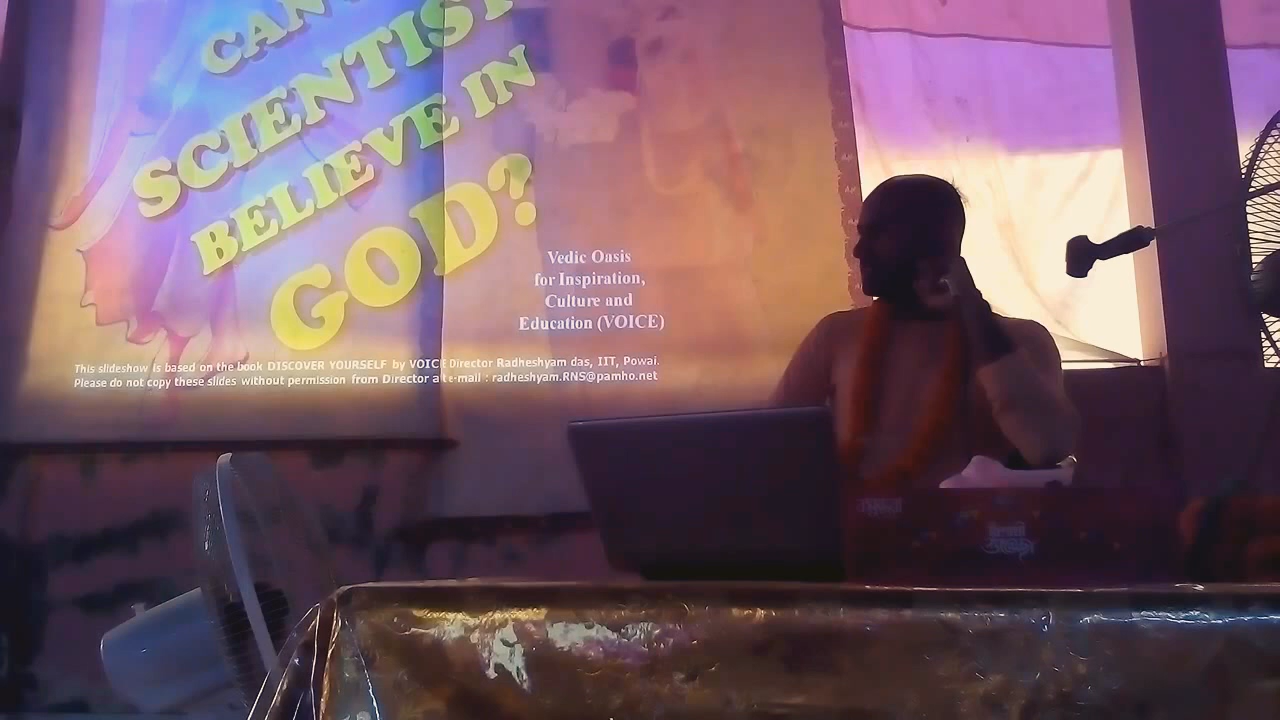 CAN
SCIENTIST
BELIEVE IN
GOD?
Vedic Oasis
for Inspiration,
Culture and
Education (VOICE)
This slideshow is based on the book DISCOVER YOURSELF by VOICE Director Radheshyam das, IIT, Powai.
Please do not copy these slides without permission from Director a e-mail : radheshyam.RNS@pamho.net